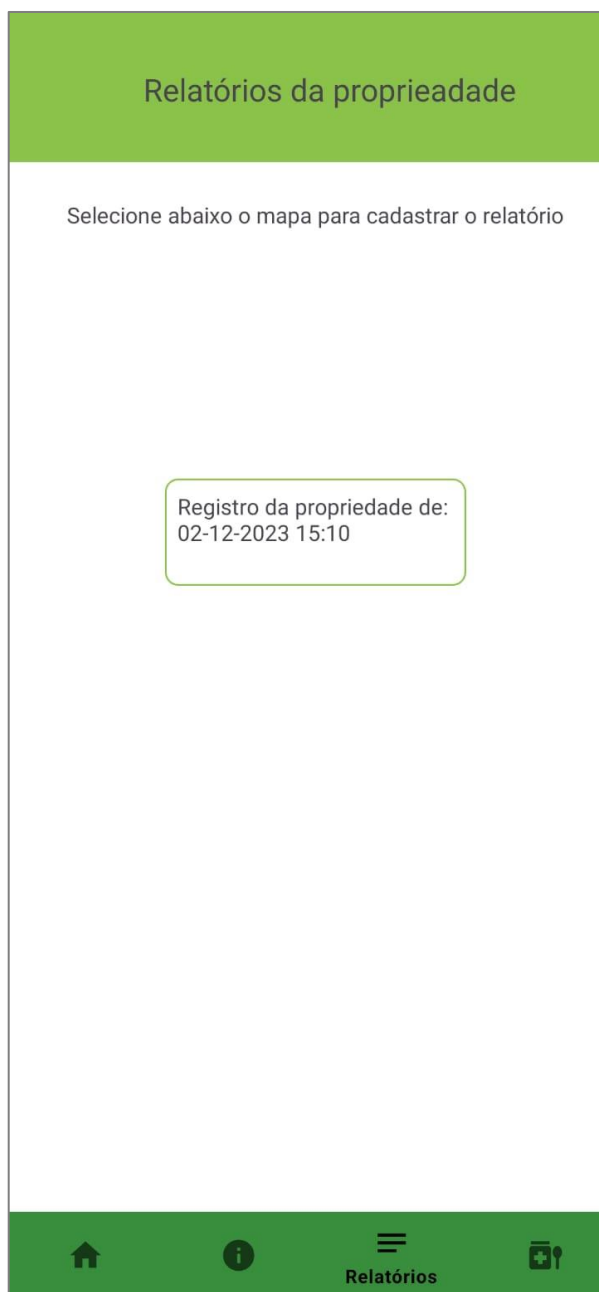 Relatórios da proprieadade
Selecione abaixo o mapa para cadastrar o relatório
Registro da propriedade de:
02-12-2023 15:10
Relatórios